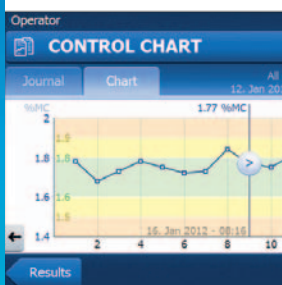 Operator
CONTROL CHART
Journal Chart All
12. Jan 201
%MC 1.77 %MC
2
1.9
1.8 1.8
1.6 1.6
1.5
16. Jan 2012 - 08:16
1.4
2 4 6 8 10
Results